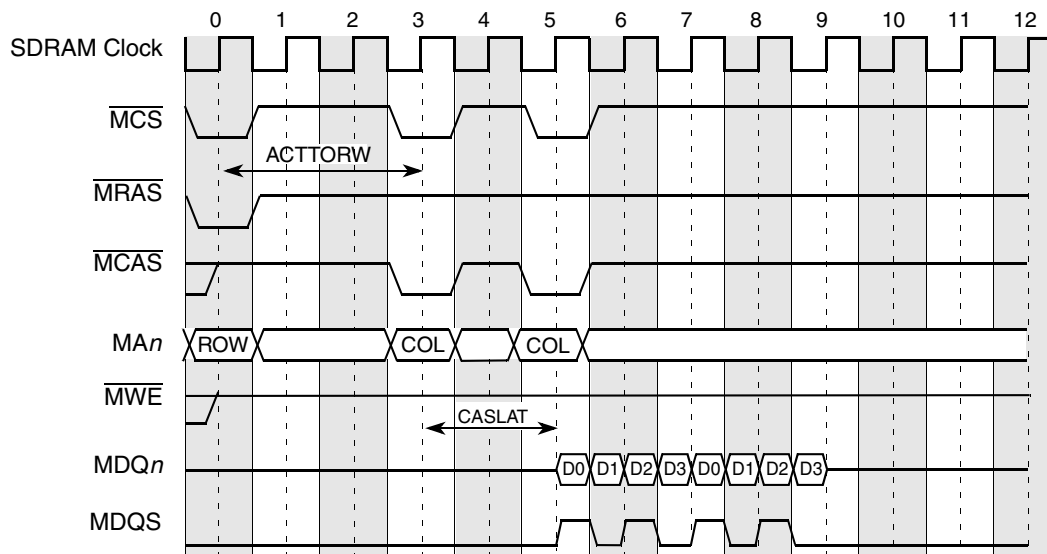 0 1 2 3 4 5 6 7 8 9 10 11 12
SDRAM Clock
MCS
ACTTORW
MRAS
MCAS
MAn ROW COL COL
MWE
CASLAT
MDQn D0 D1 D2 D3 D0 D1 D2 D3
MDQS